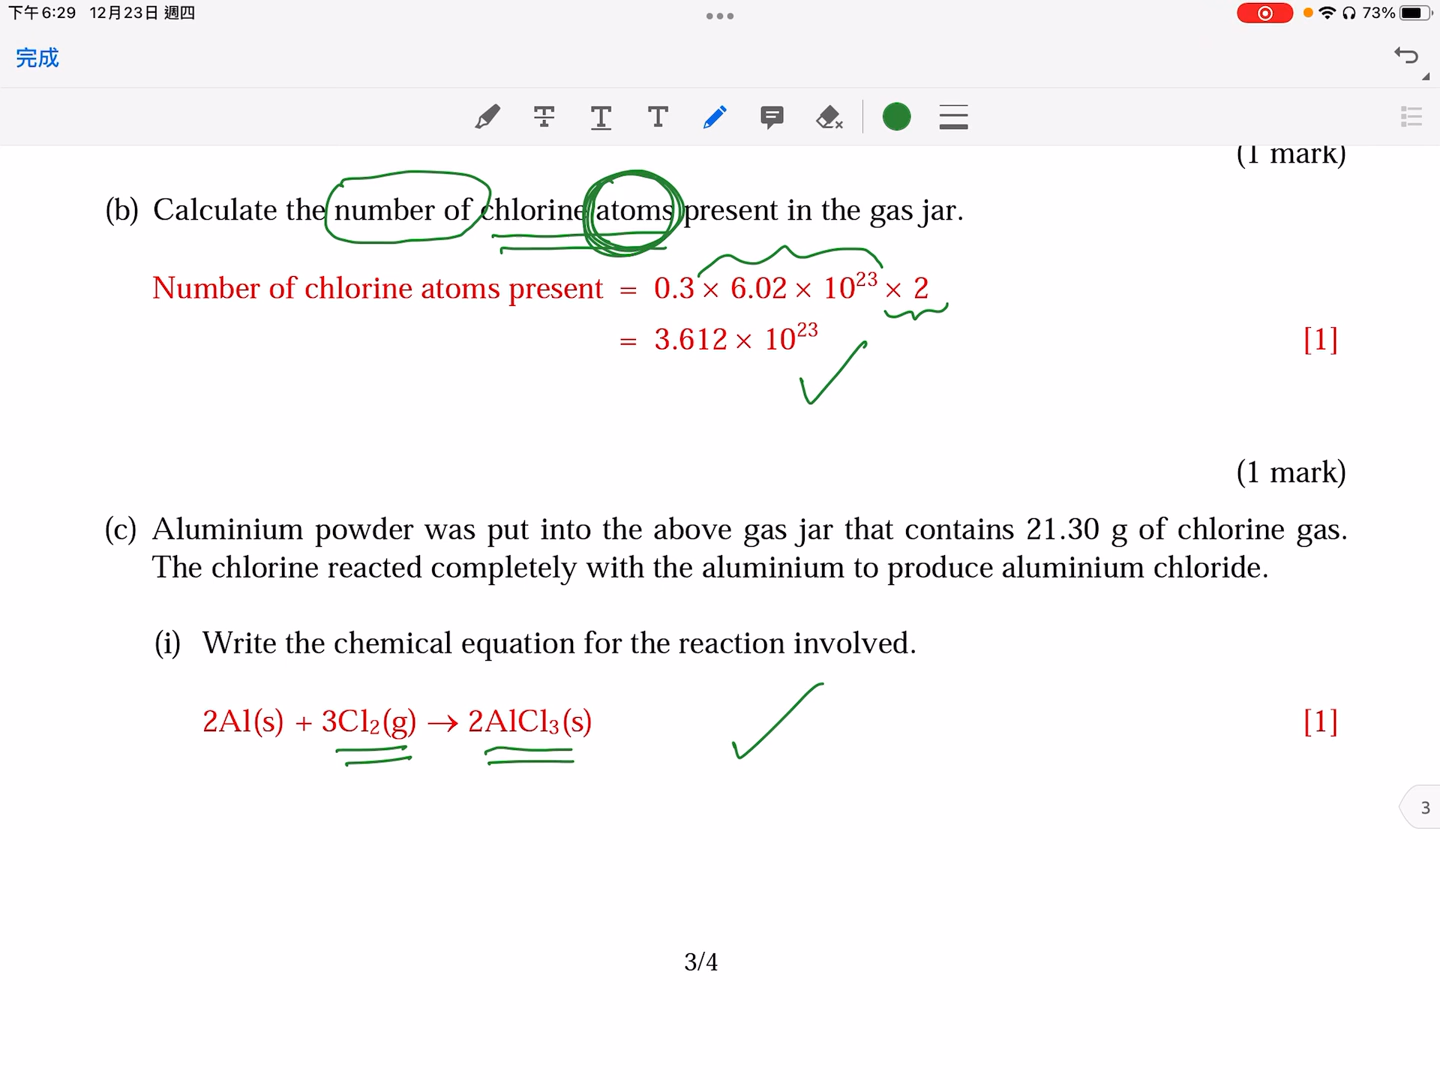 下午6:29 12月23日 週四
73%
完成
(1 mark)
(b) Calculate the number of chlorine atoms present in the gas jar.
Number of chlorine atoms present = 0.3 × 6.02 × 10²³ × 2
= 3.612 × 10²³ [1]
(1 mark)
(c) Aluminium powder was put into the above gas jar that contains 21.30 g of chlorine gas.
The chlorine reacted completely with the aluminium to produce aluminium chloride.
(i) Write the chemical equation for the reaction involved.
2Al(s) + 3Cl₂(g) → 2AlCl₃(s) [1]
3
3/4